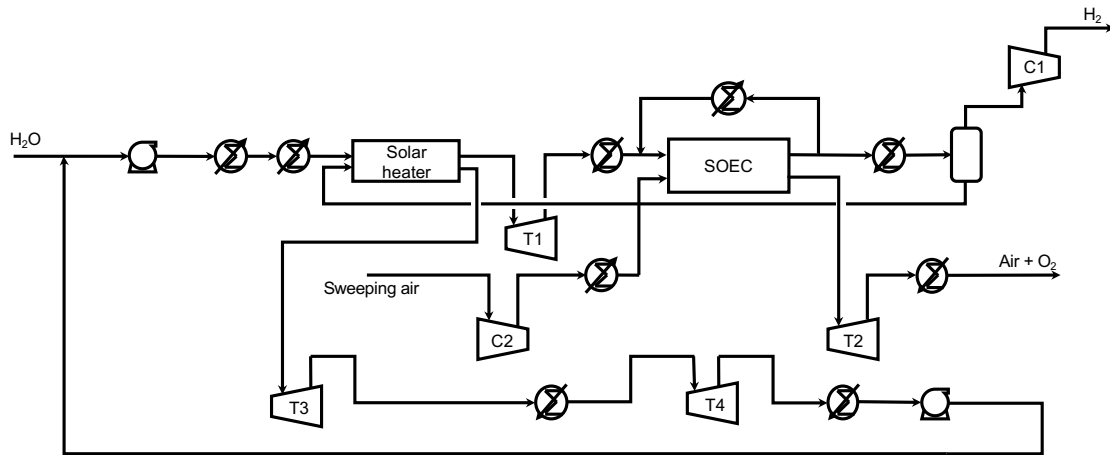 H₂
C1
H₂O
Solar
heater
SOEC
T1
Sweeping air
C2
Air + O₂
T2
T3
T4